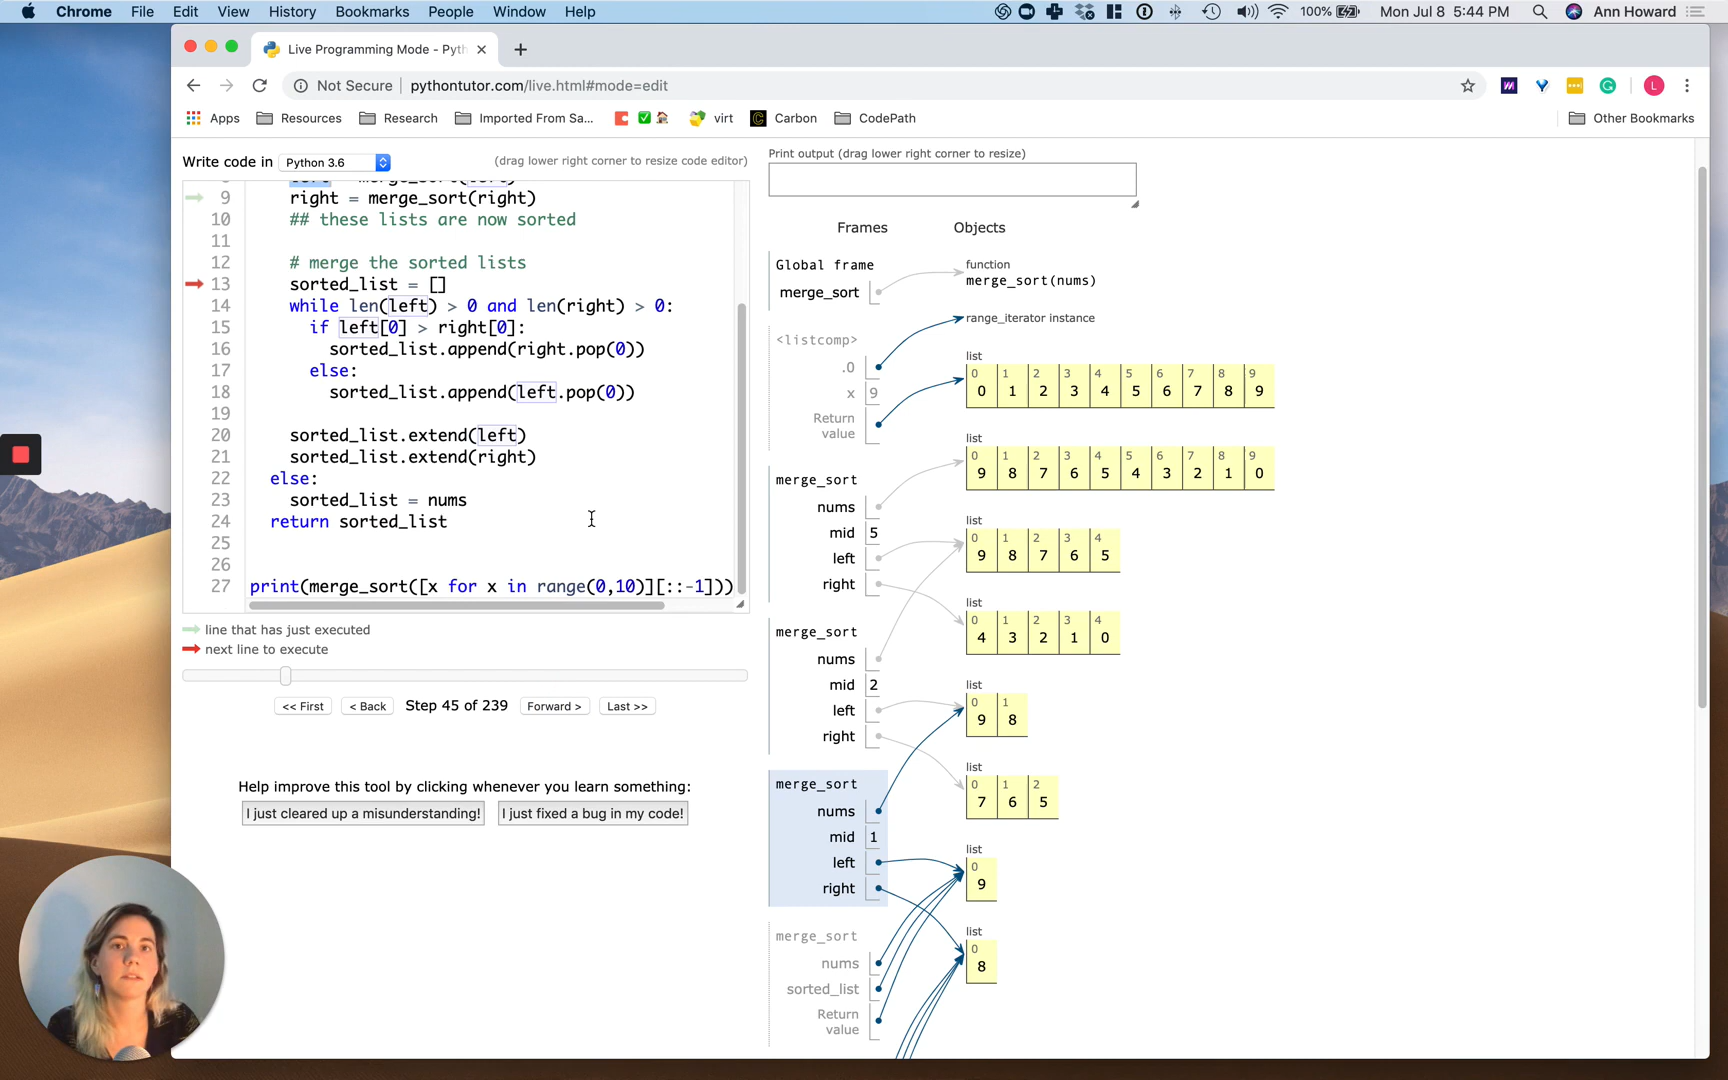 Chrome File Edit View History Bookmarks People Window Help 100% Mon Jul 8 5:44 PM Ann Howard
Live Programming Mode - Pyth
Not Secure | pythontutor.com/live.html#mode=edit
Apps Resources Research Imported From Sa... virt Carbon CodePath Other Bookmarks
Write code in Python 3.6 (drag lower right corner to resize code editor)
9 right = merge_sort(right)
10 ## these lists are now sorted
11
12 # merge the sorted lists
13 sorted_list = []
14 while len(left) > 0 and len(right) > 0:
15 if left[0] > right[0]:
16 sorted_list.append(right.pop(0))
17 else:
18 sorted_list.append(left.pop(0))
19
20 sorted_list.extend(left)
21 sorted_list.extend(right)
22 else:
23 sorted_list = nums
24 return sorted_list
25
26
27 print(merge_sort([x for x in range(0,10)][::-1]))
line that has just executed
next line to execute
<< First < Back Step 45 of 239 Forward > Last >>
Help improve this tool by clicking whenever you learn something:
I just cleared up a misunderstanding! I just fixed a bug in my code!
Print output (drag lower right corner to resize)
Frames Objects
Global frame
merge_sort
function
merge_sort(nums)
range_iterator instance
<listcomp>
.0
x 9
Return
value
list
0 1 2 3 4 5 6 7 8 9
0 1 2 3 4 5 6 7 8 9
list
0 1 2 3 4 5 6 7 8 9
9 8 7 6 5 4 3 2 1 0
merge_sort
nums
mid 5
left
right
list
0 1 2 3 4
9 8 7 6 5
list
0 1 2 3 4
4 3 2 1 0
merge_sort
nums
mid 2
left
right
list
0 1
9 8
list
0 1 2
7 6 5
merge_sort
nums
mid 1
left
right
list
0
9
list
0
8
merge_sort
nums
sorted_list
Return
value